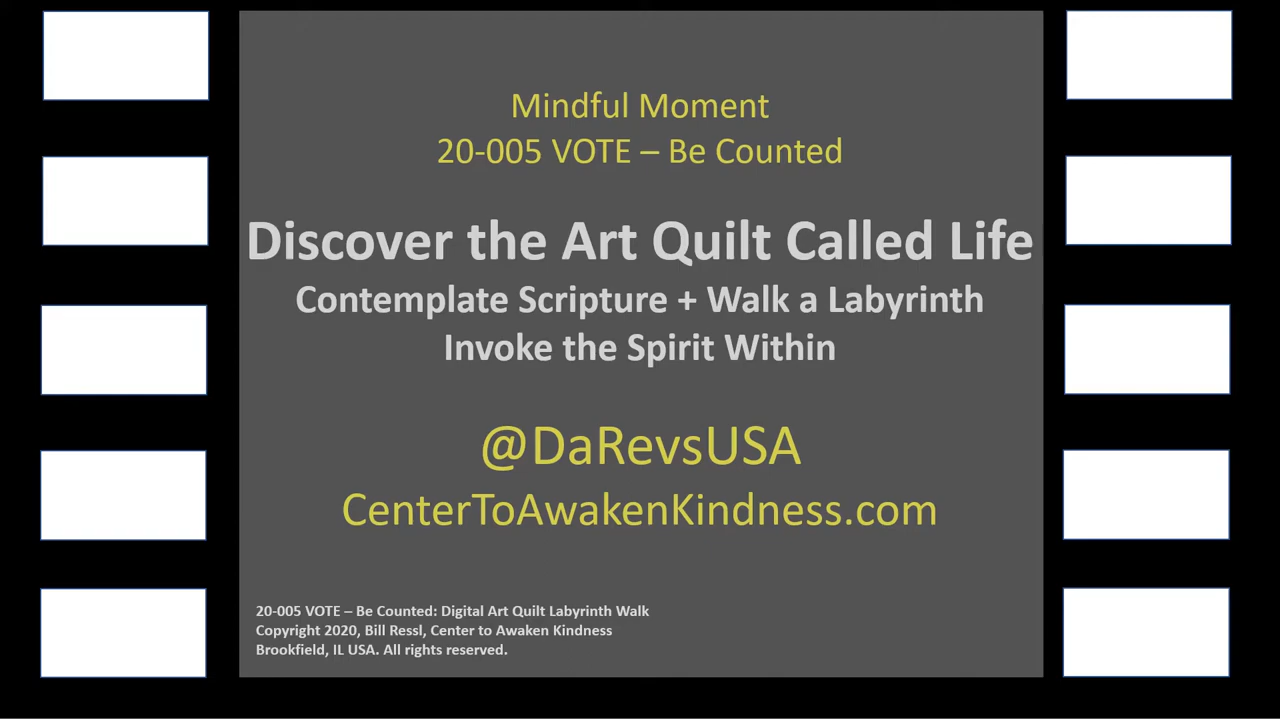 Mindful Moment
20-005 VOTE – Be Counted
Discover the Art Quilt Called Life
Contemplate Scripture + Walk a Labyrinth
Invoke the Spirit Within
@DaRevsUSA
CenterToAwakenKindness.com
20-005 VOTE – Be Counted: Digital Art Quilt Labyrinth Walk
Copyright 2020, Bill Ressl, Center to Awaken Kindness
Brookfield, IL USA. All rights reserved.